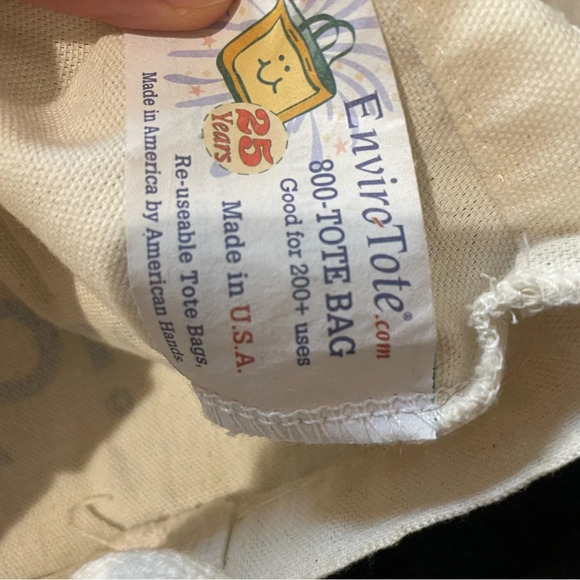 EnviroTote®.com
800-TOTE BAG
Good for 200+ uses
25
Years
Made in U.S.A.
Re-useable Tote Bags,
Made in America by American Hands.